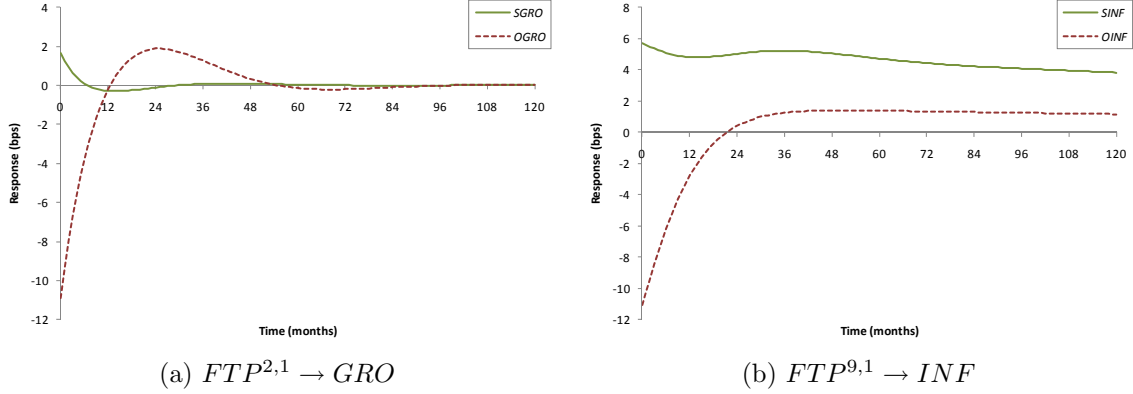 4
2
0
-2
-4
-6
-8
-10
-12
0 12 24 36 48 60 72 84 96 108 120
Response (bps)
Time (months)
SGRO
OGRO
(a) FTP^{2,1} → GRO
8
6
4
2
0
-2
-4
-6
-8
-10
-12
0 12 24 36 48 60 72 84 96 108 120
Response (bps)
Time (months)
SINF
OINF
(b) FTP^{9,1} → INF